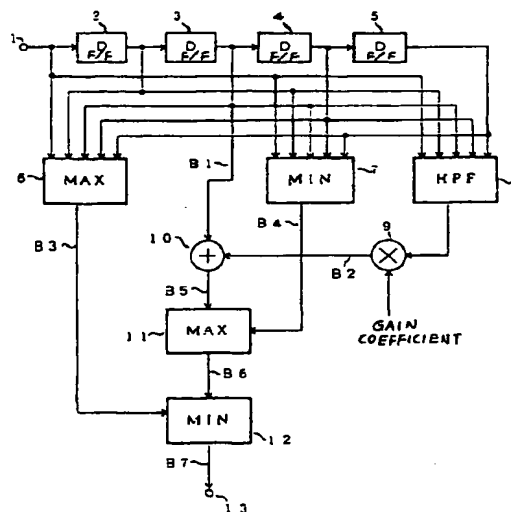 2 3 4 5
1
D F/F D F/F D F/F D F/F
6 MAX B1 MIN 7 HPF
B4
9
10
+ B2 ×
B3
B5
GAIN COEFFICIENT
MAX
11
B6
MIN
12
B7
13